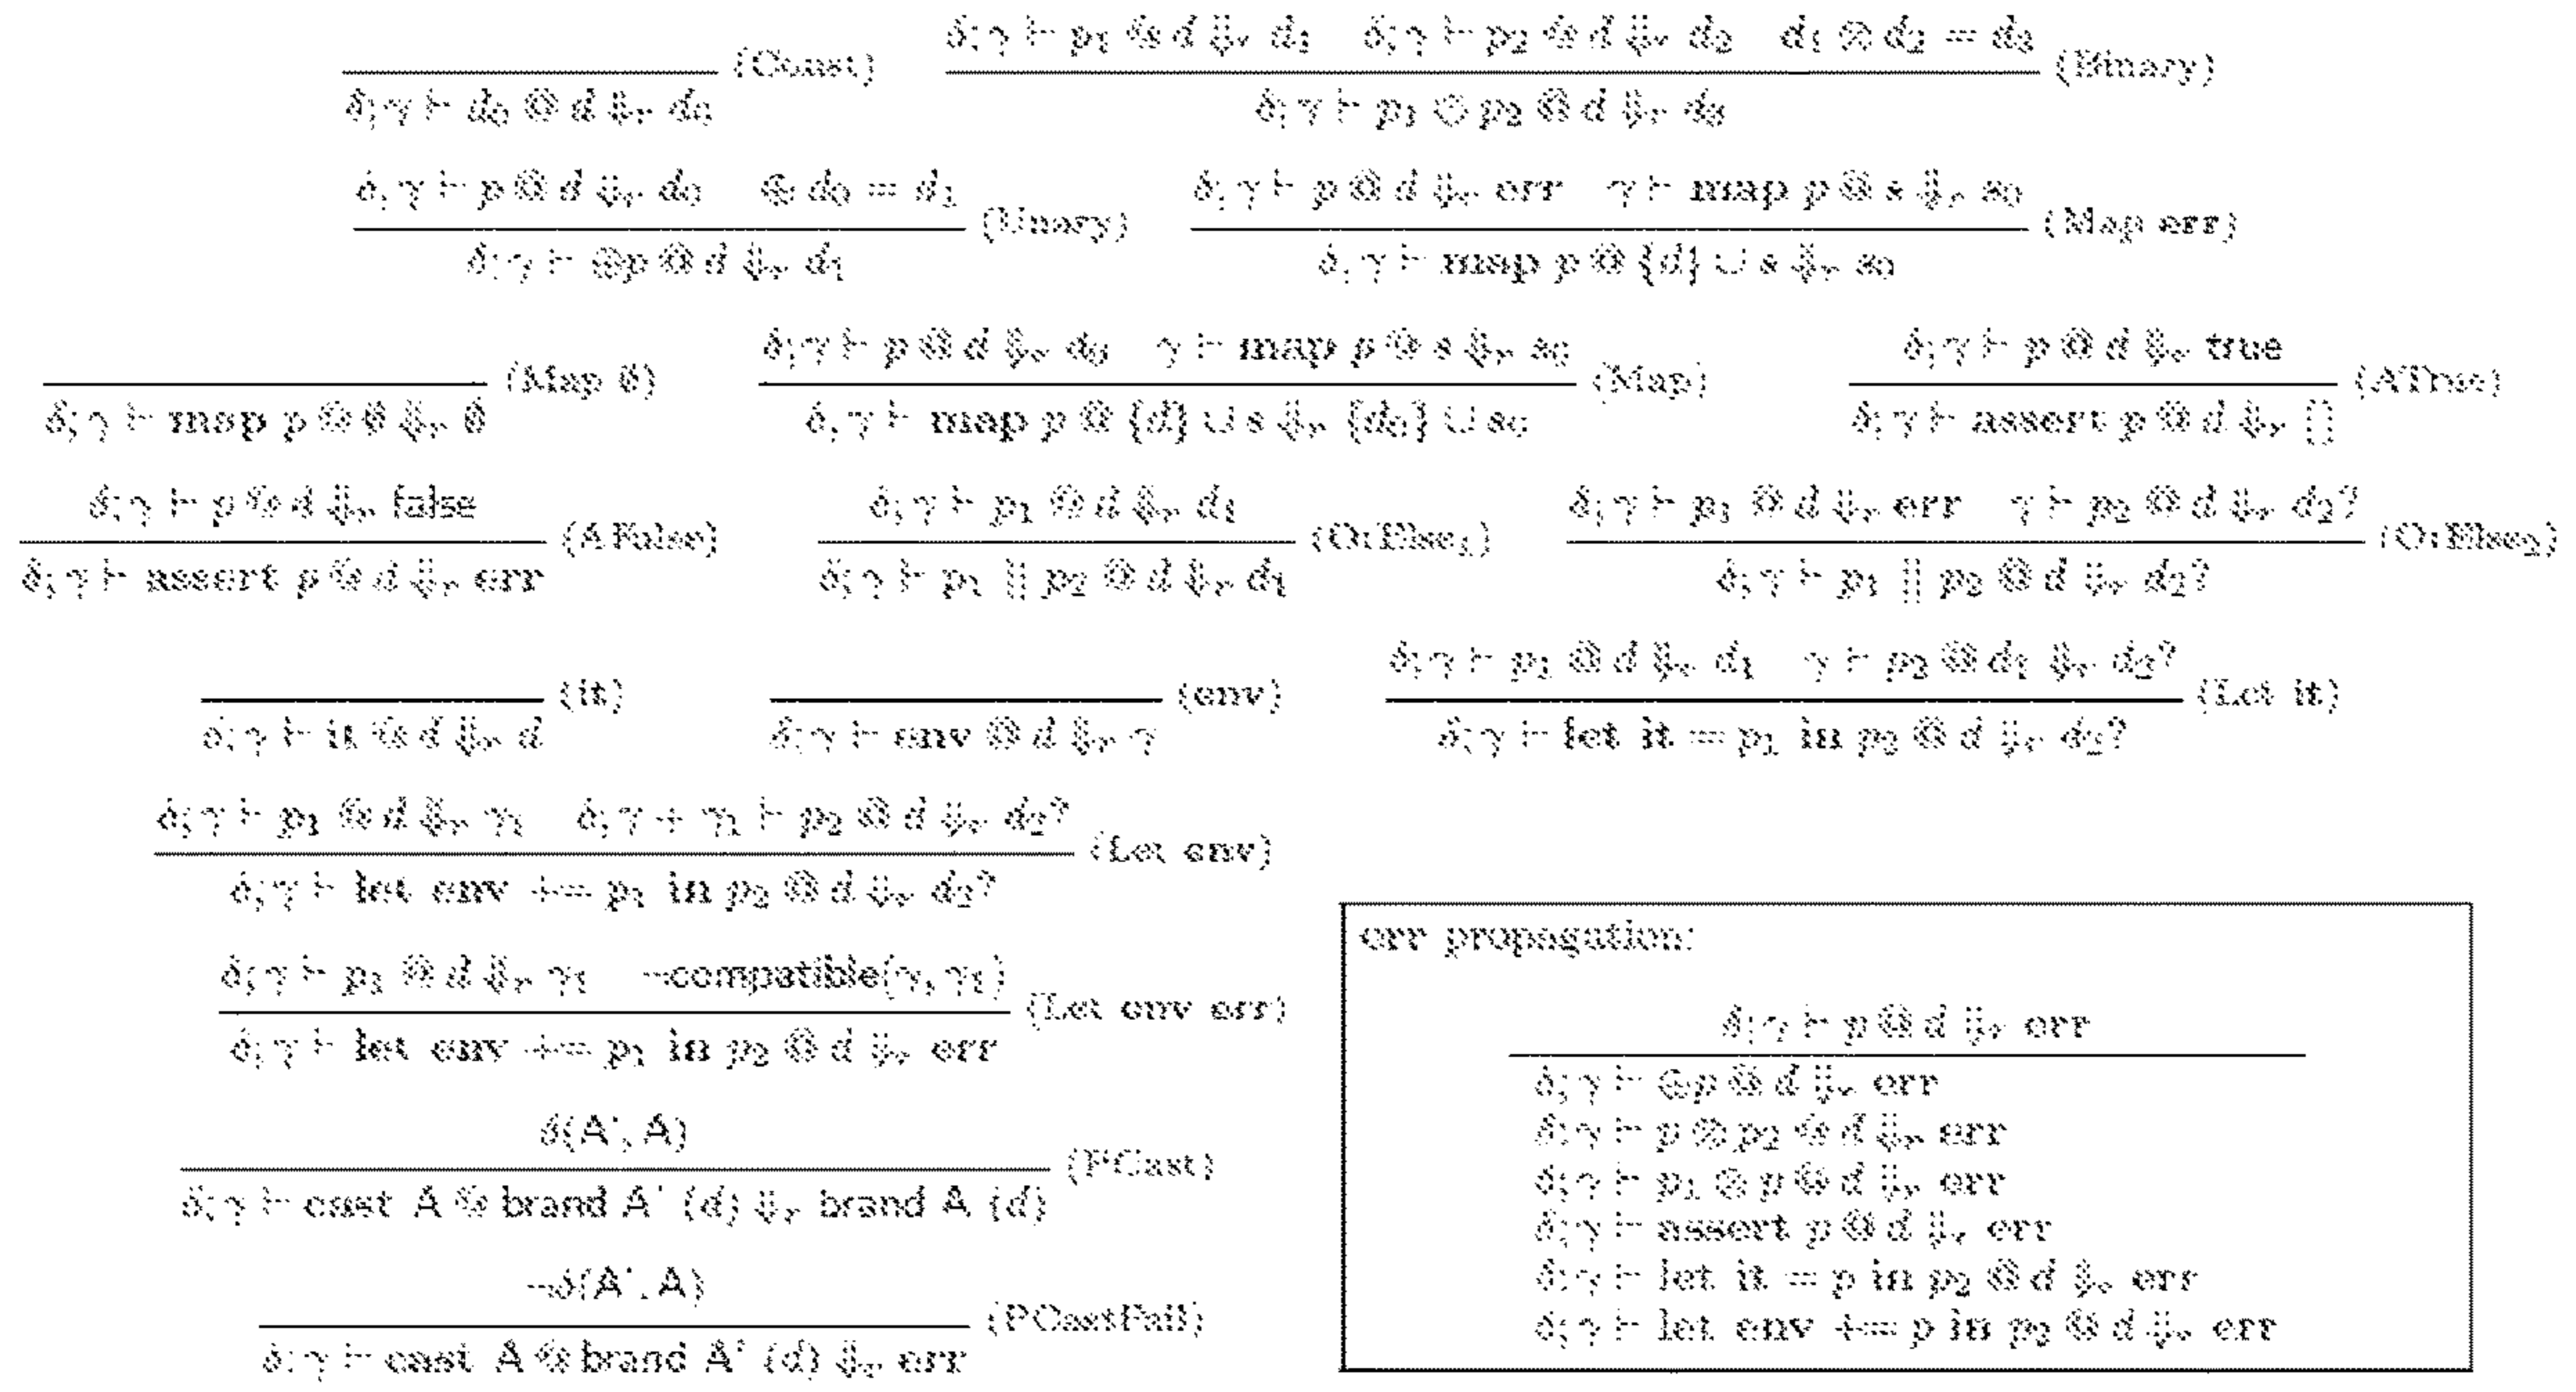 δ; γ ⊢ p₁ @ d ⇓ᵣ d₁   δ; γ ⊢ p₂ @ d ⇓ᵣ d₂   d₁ ⊗ d₂ = d₃
(Const)   (Binary)
δ; γ ⊢ d₀ @ d ⇓ᵣ d₀   δ; γ ⊢ p₁ ⊗ p₂ @ d ⇓ᵣ d₃
δ; γ ⊢ p @ d ⇓ᵣ d₀   ⊕ d₀ = d₁   δ; γ ⊢ p @ d ⇓ᵣ err   γ ⊢ map p @ s ⇓ᵣ s₀
(Unary)   (Map err)
δ; γ ⊢ ⊕p @ d ⇓ᵣ d₁   δ; γ ⊢ map p @ {d} ∪ s ⇓ᵣ s₀
δ; γ ⊢ p @ d ⇓ᵣ d₀   γ ⊢ map p @ s ⇓ᵣ s₀   δ; γ ⊢ p @ d ⇓ᵣ true
(Map ∅)   (Map)   (ATrue)
δ; γ ⊢ map p @ ∅ ⇓ᵣ ∅   δ; γ ⊢ map p @ {d} ∪ s ⇓ᵣ {d₀} ∪ s₀   δ; γ ⊢ assert p @ d ⇓ᵣ []
δ; γ ⊢ p @ d ⇓ᵣ false   δ; γ ⊢ p₁ @ d ⇓ᵣ d₁   δ; γ ⊢ p₁ @ d ⇓ᵣ err   γ ⊢ p₂ @ d ⇓ᵣ d₂?
(AFalse)   (OrElse₁)   (OrElse₂)
δ; γ ⊢ assert p @ d ⇓ᵣ err   δ; γ ⊢ p₁ || p₂ @ d ⇓ᵣ d₁   δ; γ ⊢ p₁ || p₂ @ d ⇓ᵣ d₂?
δ; γ ⊢ p₁ @ d ⇓ᵣ d₁   γ ⊢ p₂ @ d₁ ⇓ᵣ d₂?
(it)   (env)   (Let it)
δ; γ ⊢ it @ d ⇓ᵣ d   δ; γ ⊢ env @ d ⇓ᵣ γ   δ; γ ⊢ let it = p₁ in p₂ @ d ⇓ᵣ d₂?
δ; γ ⊢ p₁ @ d ⇓ᵣ γ₁   δ; γ + γ₁ ⊢ p₂ @ d ⇓ᵣ d₂?
(Let env)
δ; γ ⊢ let env += p₁ in p₂ @ d ⇓ᵣ d₂?
δ; γ ⊢ p₁ @ d ⇓ᵣ γ₁   ¬compatible(γ, γ₁)
(Let env err)
δ; γ ⊢ let env += p₁ in p₂ @ d ⇓ᵣ err
δ(A', A)
(PCast)
δ; γ ⊢ cast A @ brand A' (d) ⇓ᵣ brand A (d)
¬δ(A', A)
(PCastFail)
δ; γ ⊢ cast A @ brand A' (d) ⇓ᵣ err
err propagation:
δ; γ ⊢ p @ d ⇓ᵣ err
δ; γ ⊢ ⊕p @ d ⇓ᵣ err
δ; γ ⊢ p ⊗ p₂ @ d ⇓ᵣ err
δ; γ ⊢ p₁ ⊗ p @ d ⇓ᵣ err
δ; γ ⊢ assert p @ d ⇓ᵣ err
δ; γ ⊢ let it = p in p₂ @ d ⇓ᵣ err
δ; γ ⊢ let env += p in p₂ @ d ⇓ᵣ err